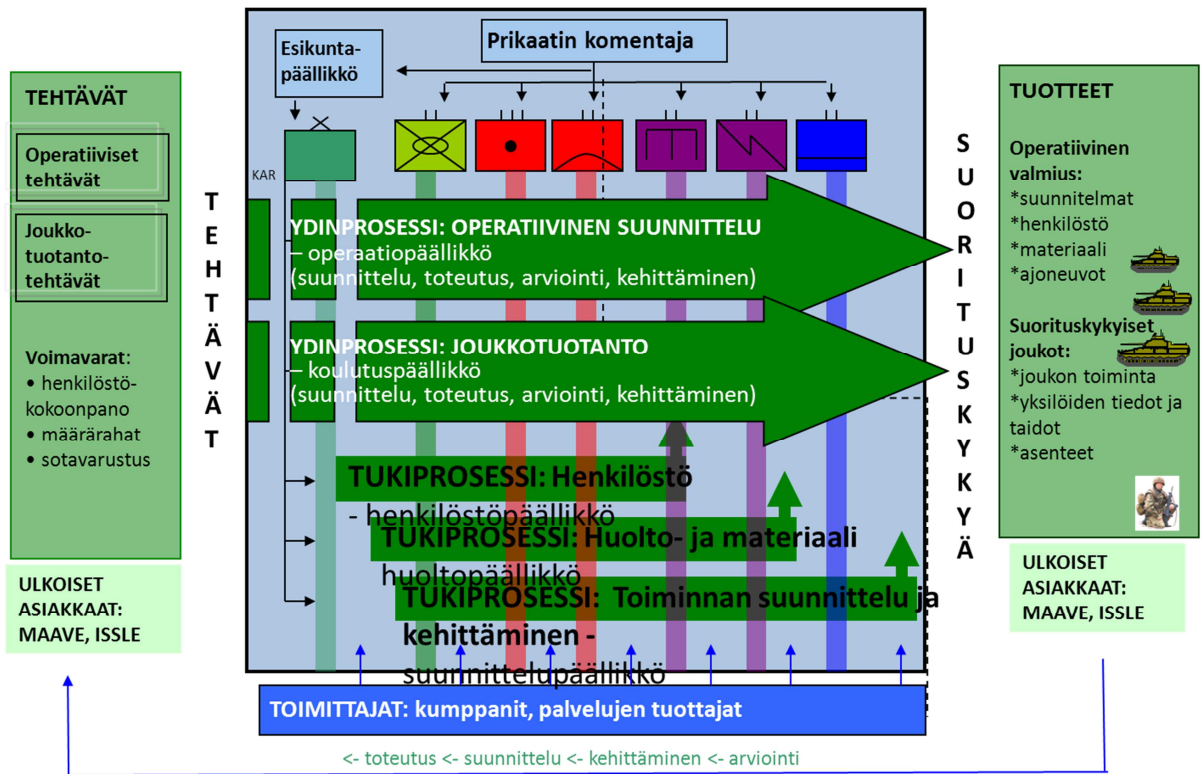 Prikaatin komentaja
Esikunta-
päällikkö
TEHTÄVÄT
Operatiiviset
tehtävät
Joukko-
tuotanto-
tehtävät
Voimavarat:
• henkilöstö-
kokoonpano
• määrärahat
• sotavarustus
ULKOISET
ASIAKKAAT:
MAAVE, ISSLE
TEHTÄVÄT
KAR
YDINPROSESSI: OPERATIIVINEN SUUNNITTELU
– operaatiopäällikkö
(suunnittelu, toteutus, arviointi, kehittäminen)
YDINPROSESSI: JOUKKOTUOTANTO
– koulutuspäällikkö
(suunnittelu, toteutus, arviointi, kehittäminen)
TUKIPROSESSI: Henkilöstö
- henkilöstöpäällikkö
TUKIPROSESSI: Huolto- ja materiaali
huoltopäällikkö
TUKIPROSESSI: Toiminnan suunnittelu ja
kehittäminen -
suunnittelupäällikkö
TOIMITTAJAT: kumppanit, palvelujen tuottajat
<- toteutus <- suunnittelu <- kehittäminen <- arviointi
SUORITUSKYKYÄ
TUOTTEET
Operatiivinen
valmius:
*suunnitelmat
*henkilöstö
*materiaali
*ajoneuvot
Suorituskykyiset
joukot:
*joukon toiminta
*yksilöiden tiedot ja
taidot
*asenteet
ULKOISET
ASIAKKAAT:
MAAVE, ISSLE